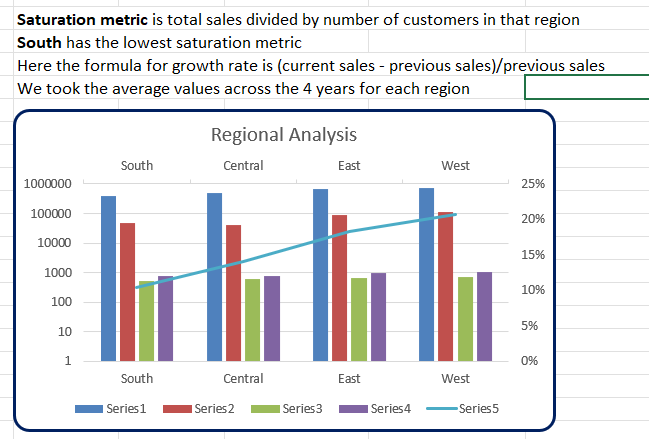 Saturation metric is total sales divided by number of customers in that region
South has the lowest saturation metric
Here the formula for growth rate is (current sales - previous sales)/previous sales
We took the average values across the 4 years for each region
Regional Analysis
South Central East West
1000000 25%
100000 20%
10000 15%
1000
100 10%
10 5%
1 0%
South Central East West
Series1 Series2 Series3 Series4 Series5